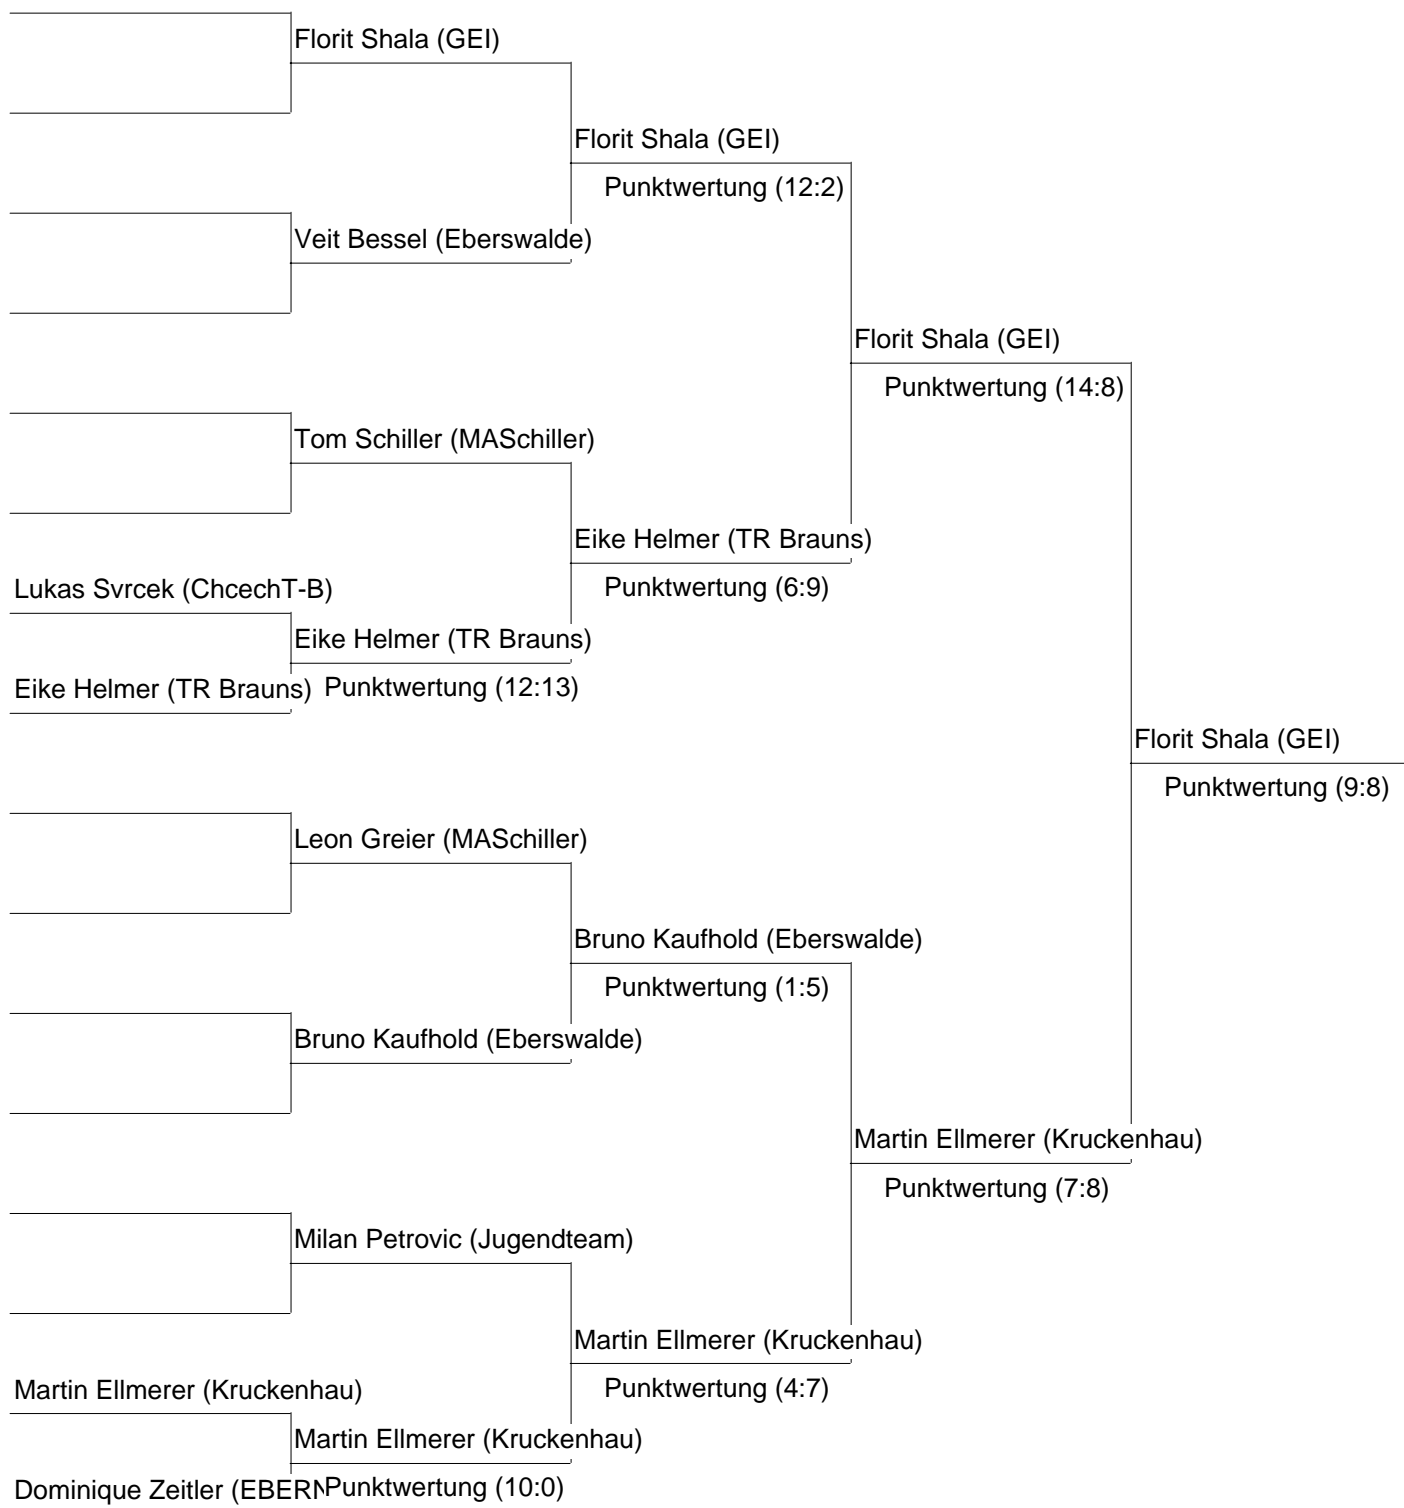 Florit Shala (GEI)
Florit Shala (GEI)
Punktwertung (12:2)
Veit Bessel (Eberswalde)
Florit Shala (GEI)
Punktwertung (14:8)
Tom Schiller (MASchiller)
Eike Helmer (TR Brauns)
Punktwertung (6:9)
Lukas Svrcek (ChcechT-B)
Eike Helmer (TR Brauns)
Eike Helmer (TR Brauns)
Punktwertung (12:13)
Florit Shala (GEI)
Punktwertung (9:8)
Leon Greier (MASchiller)
Bruno Kaufhold (Eberswalde)
Punktwertung (1:5)
Bruno Kaufhold (Eberswalde)
Martin Ellmerer (Kruckenhau)
Punktwertung (7:8)
Milan Petrovic (Jugendteam)
Martin Ellmerer (Kruckenhau)
Punktwertung (4:7)
Martin Ellmerer (Kruckenhau)
Martin Ellmerer (Kruckenhau)
Dominique Zeitler (EBERN
Punktwertung (10:0)